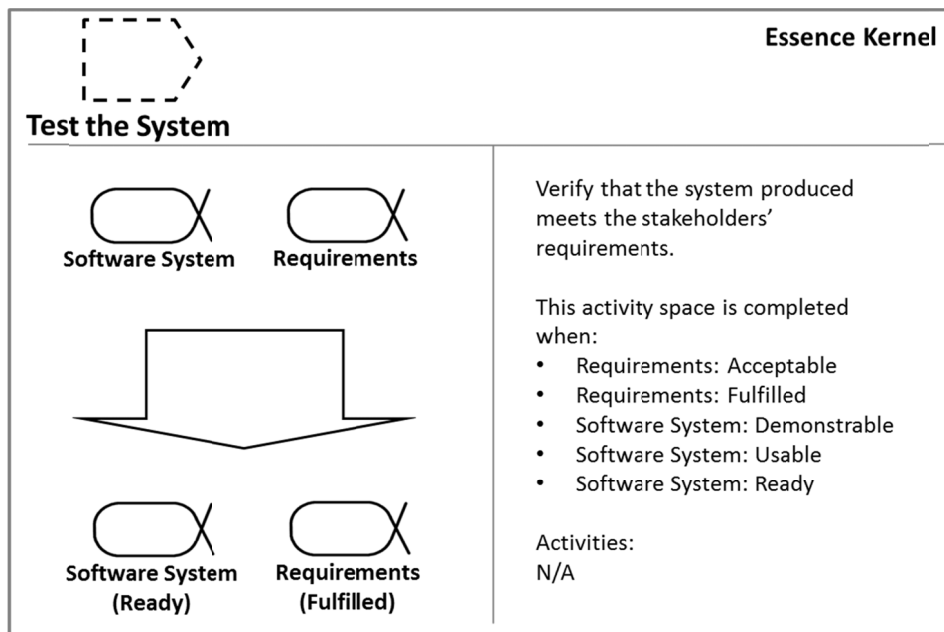 Essence Kernel
Test the System
Software System
Requirements
Software System
(Ready)
Requirements
(Fulfilled)
Verify that the system produced
meets the stakeholders’
requirements.
This activity space is completed
when:
• Requirements: Acceptable
• Requirements: Fulfilled
• Software System: Demonstrable
• Software System: Usable
• Software System: Ready
Activities:
N/A